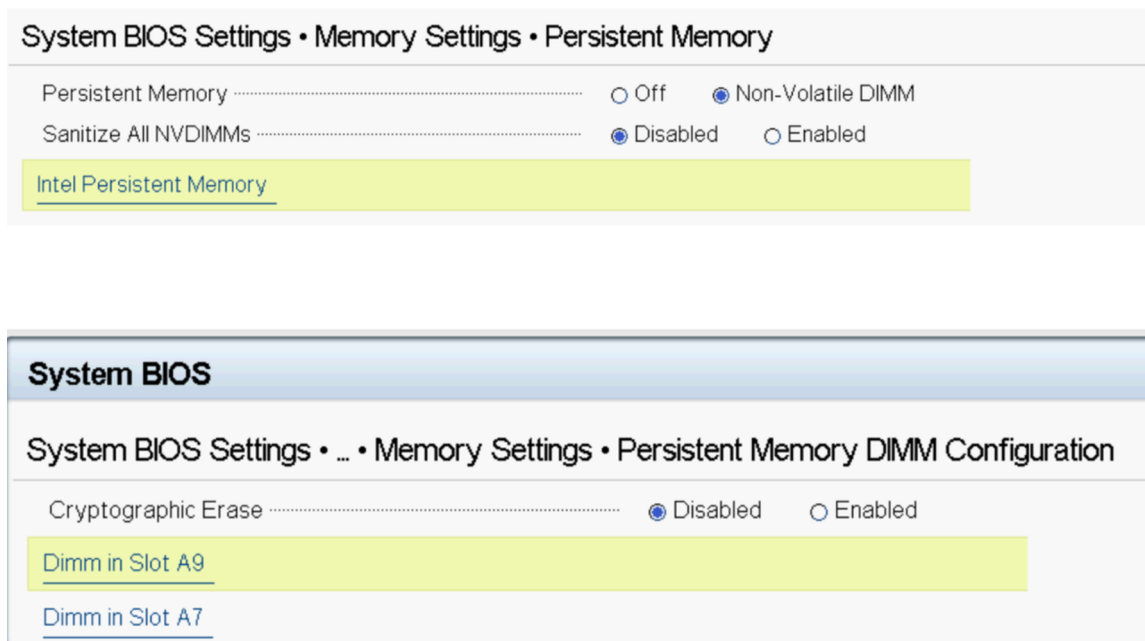 System BIOS Settings • Memory Settings • Persistent Memory
Persistent Memory Off Non-Volatile DIMM
Sanitize All NVDIMMs Disabled Enabled
Intel Persistent Memory
System BIOS
System BIOS Settings • ... • Memory Settings • Persistent Memory DIMM Configuration
Cryptographic Erase Disabled Enabled
Dimm in Slot A9
Dimm in Slot A7